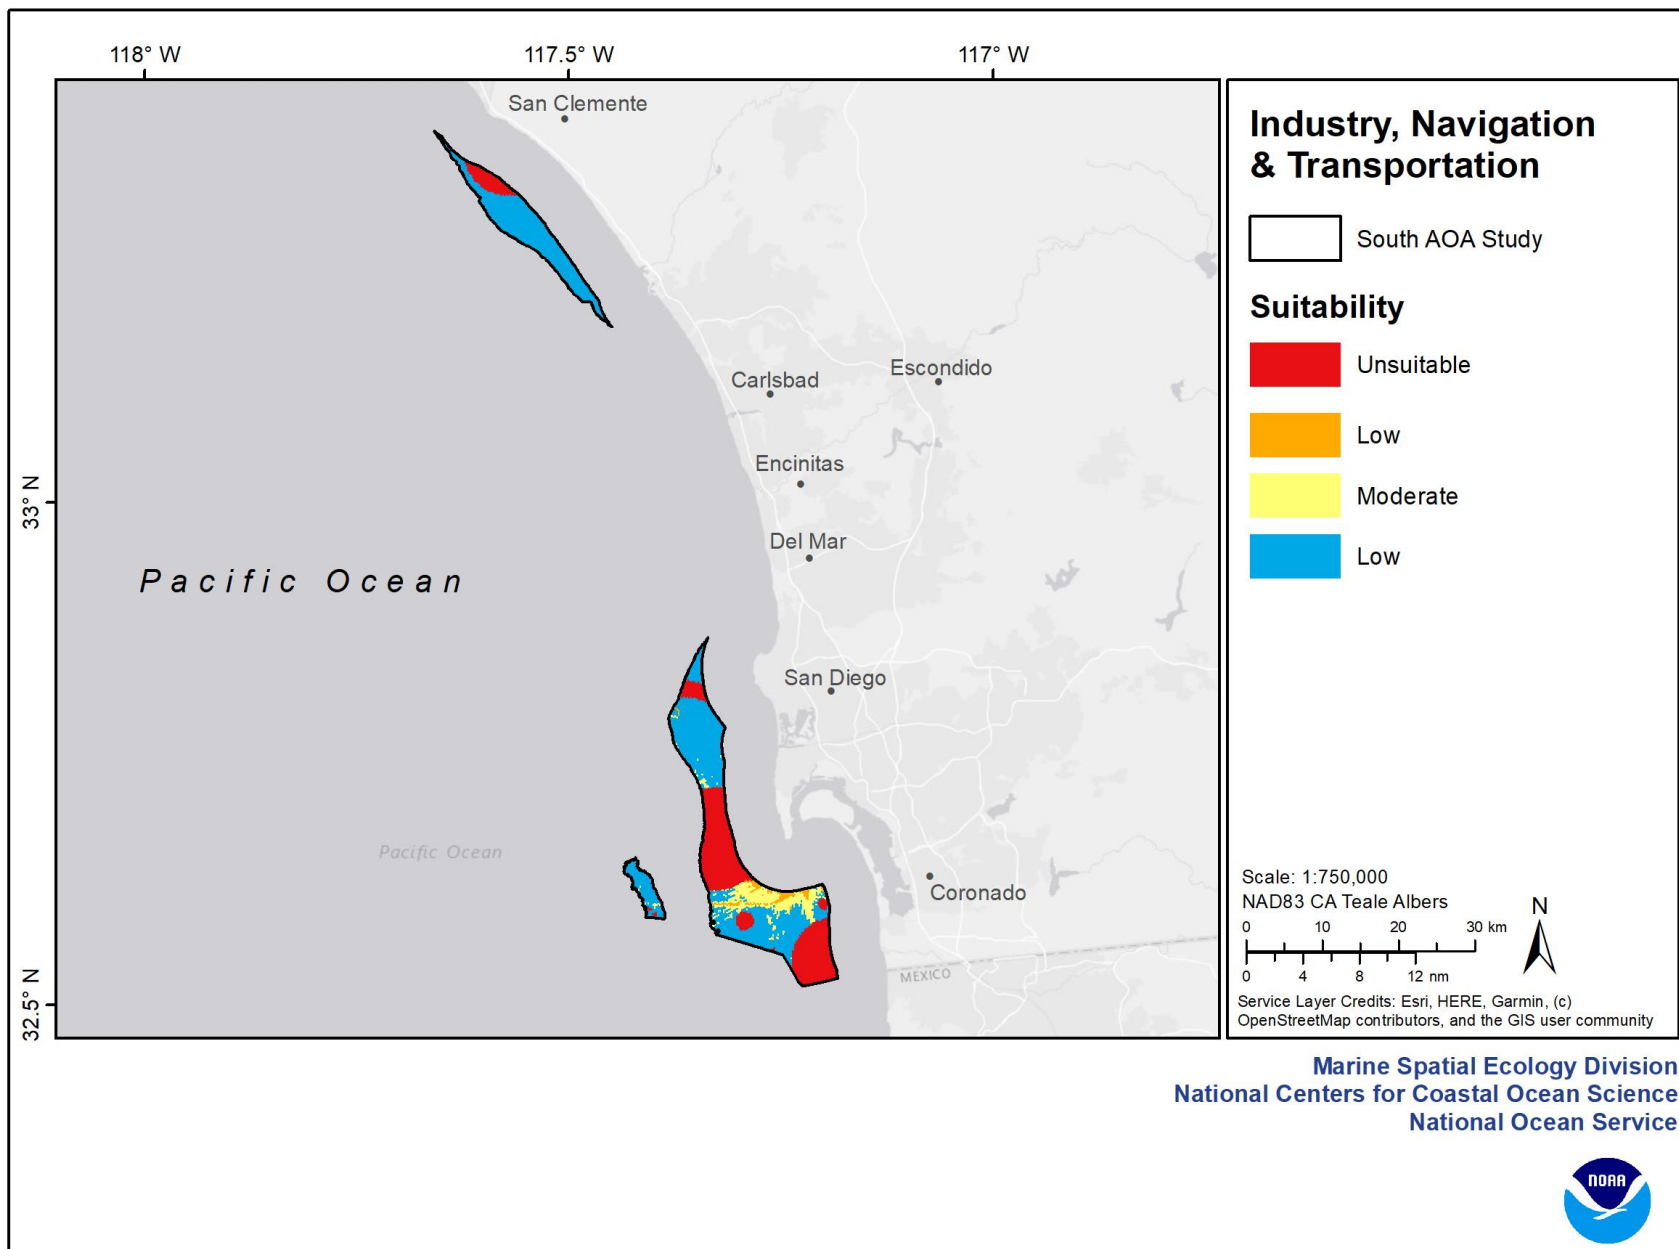 118° W
117.5° W
117° W
San Clemente
Carlsbad
Escondido
Encinitas
Del Mar
San Diego
Coronado
MEXICO
Pacific Ocean
Pacific Ocean
33° N
32.5° N
Industry, Navigation
& Transportation
South AOA Study
Suitability
Unsuitable
Low
Moderate
Low
Scale: 1:750,000
NAD83 CA Teale Albers
0 10 20 30 km
0 4 8 12 nm
N
Service Layer Credits: Esri, HERE, Garmin, (c)
OpenStreetMap contributors, and the GIS user community
Marine Spatial Ecology Division
National Centers for Coastal Ocean Science
National Ocean Service
NOAA